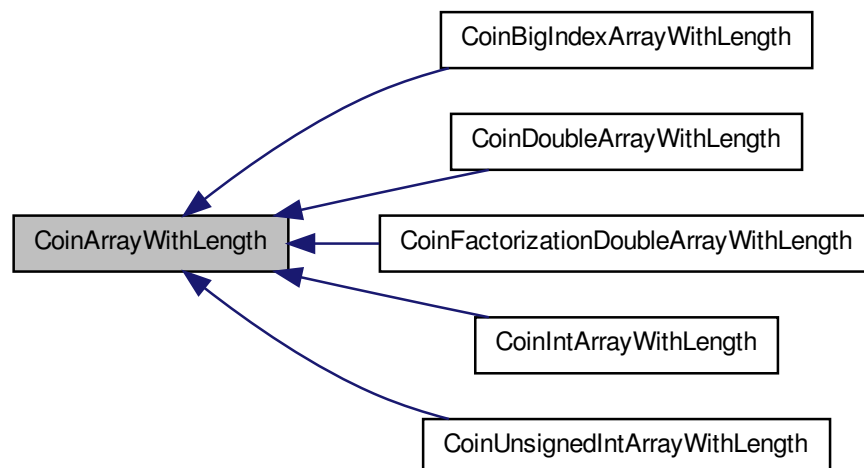 CoinBigIndexArrayWithLength
CoinDoubleArrayWithLength
CoinArrayWithLength
CoinFactorizationDoubleArrayWithLength
CoinIntArrayWithLength
CoinUnsignedIntArrayWithLength